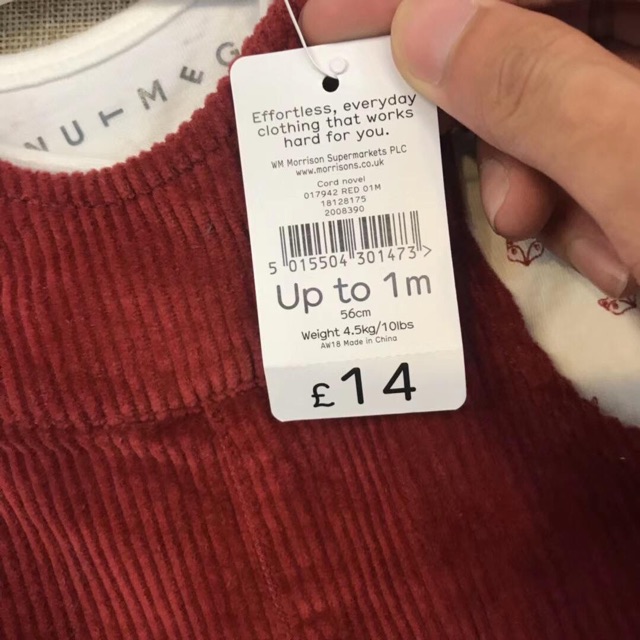 NUTMEG
Effortless, everyday
clothing that works
hard for you.
WM Morrison Supermarkets PLC
www.morrisons.co.uk
Cord novel
017942 RED 01M
18128175
2008390
5 015504 301473 >
Up to 1m
56cm
Weight 4.5kg/10lbs
AW18 Made in China
£14